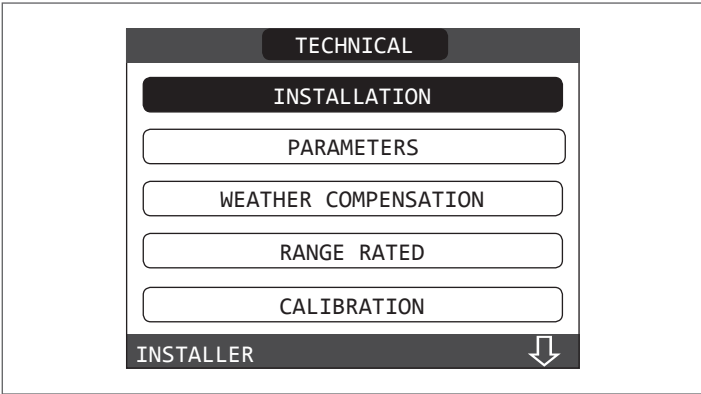 TECHNICAL
INSTALLATION
PARAMETERS
WEATHER COMPENSATION
RANGE RATED
CALIBRATION
INSTALLER